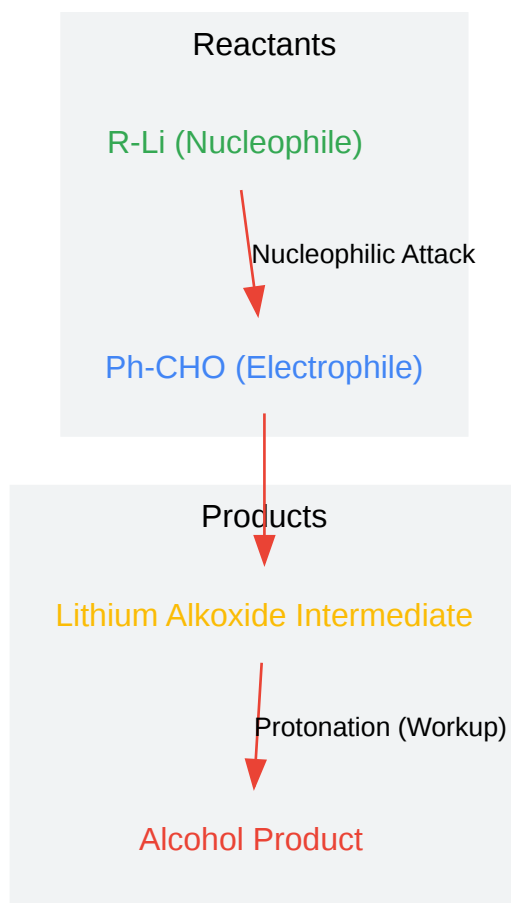 Reactants
R-Li (Nucleophile)
Nucleophilic Attack
Ph-CHO (Electrophile)
Products
Lithium Alkoxide Intermediate
Protonation (Workup)
Alcohol Product